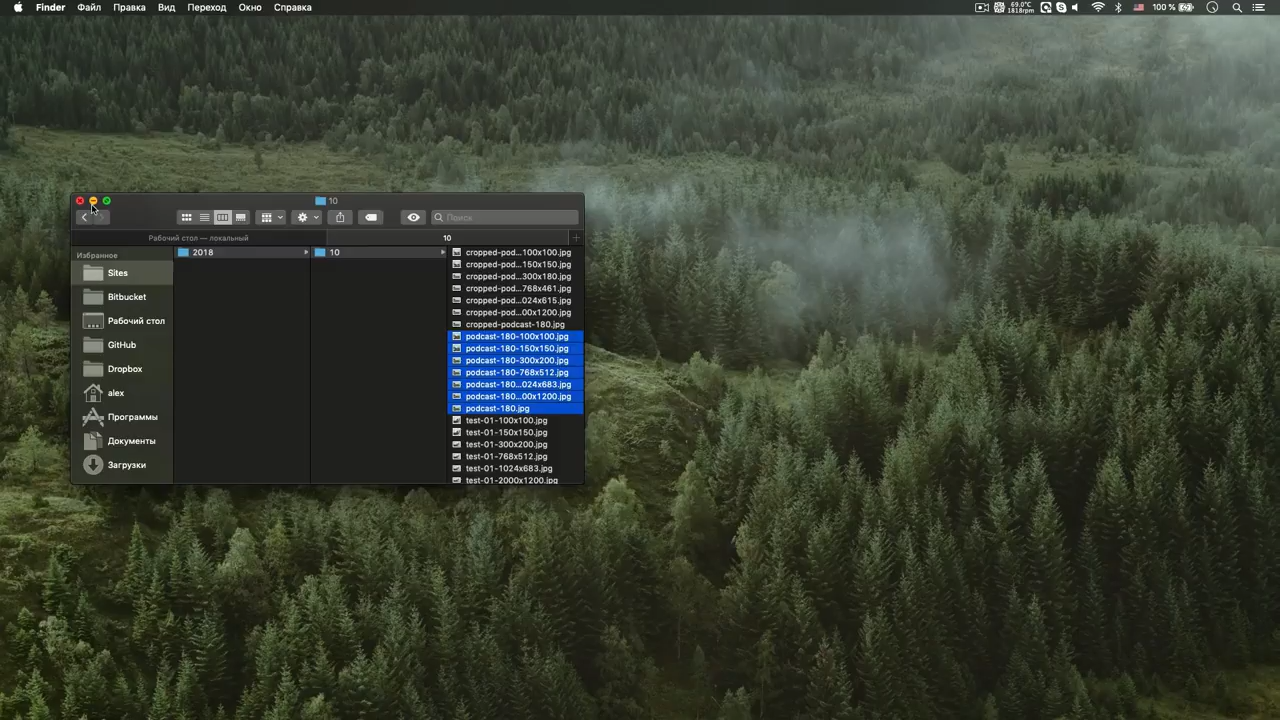 Finder Файл Правка Вид Переход Окно Справка 69.0°C 1818rpm 100 %
10
Поиск
Рабочий стол — локальный 10
Избранное
Sites
Bitbucket
Рабочий стол
GitHub
Dropbox
alex
Программы
Документы
Загрузки
2018
10
cropped-pod...100x100.jpg
cropped-pod...150x150.jpg
cropped-pod...300x180.jpg
cropped-pod...768x461.jpg
cropped-pod...024x615.jpg
cropped-pod...00x1200.jpg
cropped-podcast-180.jpg
podcast-180-100x100.jpg
podcast-180-150x150.jpg
podcast-180-300x200.jpg
podcast-180-768x512.jpg
podcast-180...024x683.jpg
podcast-180...00x1200.jpg
podcast-180.jpg
test-01-100x100.jpg
test-01-150x150.jpg
test-01-300x200.jpg
test-01-768x512.jpg
test-01-1024x683.jpg
test-01-2000x1200.jpg